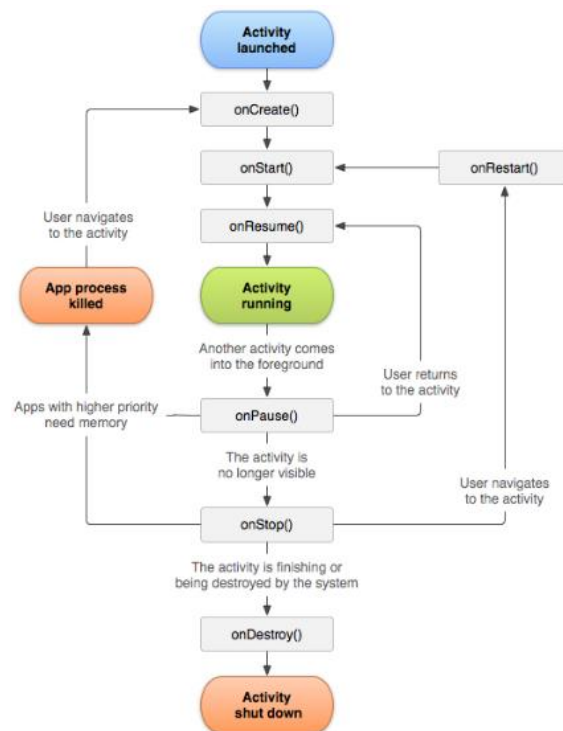 Activity
launched
onCreate()
onStart()
onRestart()
User navigates
to the activity
onResume()
App process
killed
Activity
running
Another activity comes
into the foreground
User returns
to the activity
Apps with higher priority
need memory
onPause()
The activity is
no longer visible
User navigates
to the activity
onStop()
The activity is finishing or
being destroyed by the system
onDestroy()
Activity
shut down